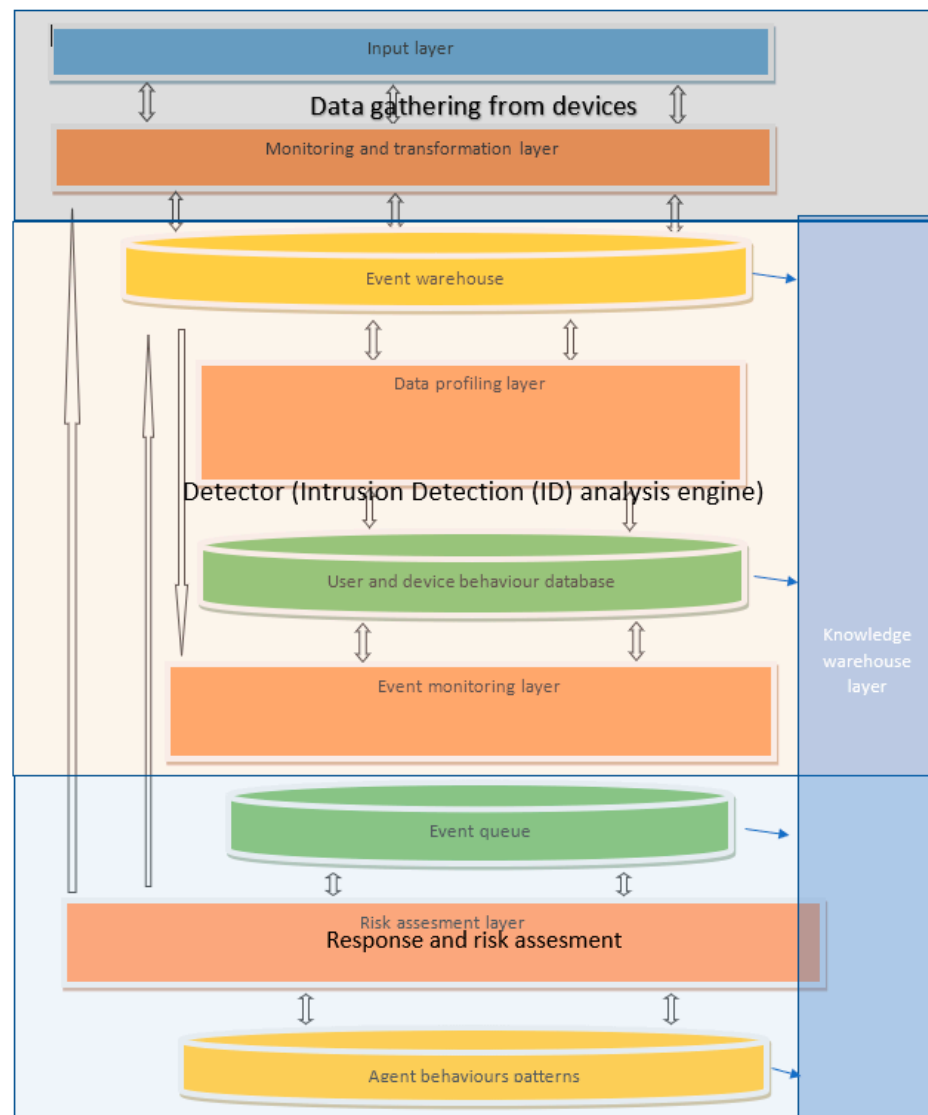 Input layer
Data gathering from devices
Monitoring and transformation layer
Event warehouse
Data profiling layer
Detector (Intrusion Detection (ID) analysis engine)
User and device behaviour database
Knowledge
warehouse
layer
Event monitoring layer
Event queue
Risk assesment layer
Response and risk assesment
Agent behaviours patterns